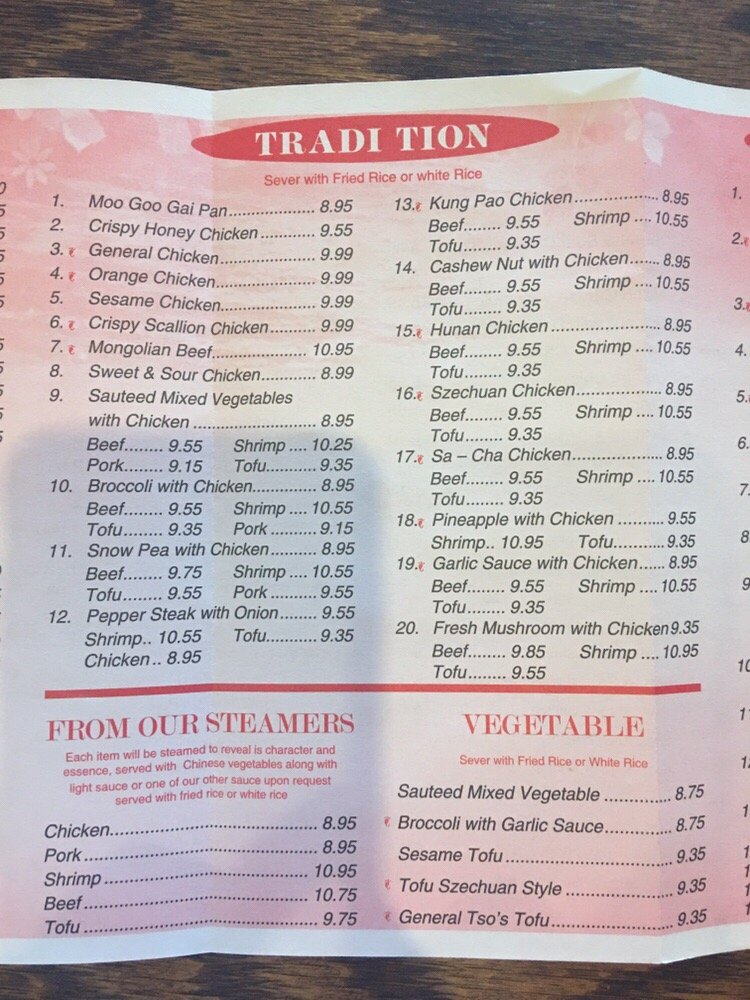 TRADI TION
Sever with Fried Rice or white Rice
1. Moo Goo Gai Pan.................... 8.95
2. Crispy Honey Chicken.............. 9.55
3. General Chicken..................... 9.99
4. Orange Chicken..................... 9.99
5. Sesame Chicken.................... 9.99
6. Crispy Scallion Chicken........... 9.99
7. Mongolian Beef..................... 10.95
8. Sweet & Sour Chicken............ 8.99
9. Sauteed Mixed Vegetables
with Chicken ........................... 8.95
Beef........ 9.55 Shrimp .... 10.25
Pork........ 9.15 Tofu........... 9.35
10. Broccoli with Chicken............. 8.95
Beef........ 9.55 Shrimp .... 10.55
Tofu........ 9.35 Pork .......... 9.15
11. Snow Pea with Chicken.......... 8.95
Beef........ 9.75 Shrimp .... 10.55
Tofu........ 9.55 Pork .......... 9.55
12. Pepper Steak with Onion........ 9.55
Shrimp.. 10.55 Tofu........... 9.35
Chicken.. 8.95
13. Kung Pao Chicken.................. 8.95
Beef........ 9.55 Shrimp .... 10.55
Tofu........ 9.35
14. Cashew Nut with Chicken....... 8.95
Beef........ 9.55 Shrimp .... 10.55
Tofu........ 9.35
15. Hunan Chicken ...................... 8.95
Beef........ 9.55 Shrimp .... 10.55
Tofu........ 9.35
16. Szechuan Chicken.................. 8.95
Beef........ 9.55 Shrimp .... 10.55
Tofu........ 9.35
17. Sa – Cha Chicken................... 8.95
Beef........ 9.55 Shrimp .... 10.55
Tofu........ 9.35
18. Pineapple with Chicken .......... 9.55
Shrimp.. 10.95 Tofu........... 9.35
19. Garlic Sauce with Chicken...... 8.95
Beef........ 9.55 Shrimp .... 10.55
Tofu........ 9.35
20. Fresh Mushroom with Chicken 9.35
Beef........ 9.85 Shrimp .... 10.95
Tofu........ 9.55
FROM OUR STEAMERS
Each item will be steamed to reveal is character and
essence, served with Chinese vegetables along with
light sauce or one of our other sauce upon request
served with fried rice or white rice
Chicken........................................ 8.95
Pork............................................. 8.95
Shrimp ......................................... 10.95
Beef............................................. 10.75
Tofu ............................................. 9.75
VEGETABLE
Sever with Fried Rice or White Rice
Sauteed Mixed Vegetable ............. 8.75
Broccoli with Garlic Sauce............. 8.75
Sesame Tofu ................................ 9.35
Tofu Szechuan Style .................... 9.35
General Tso's Tofu....................... 9.35